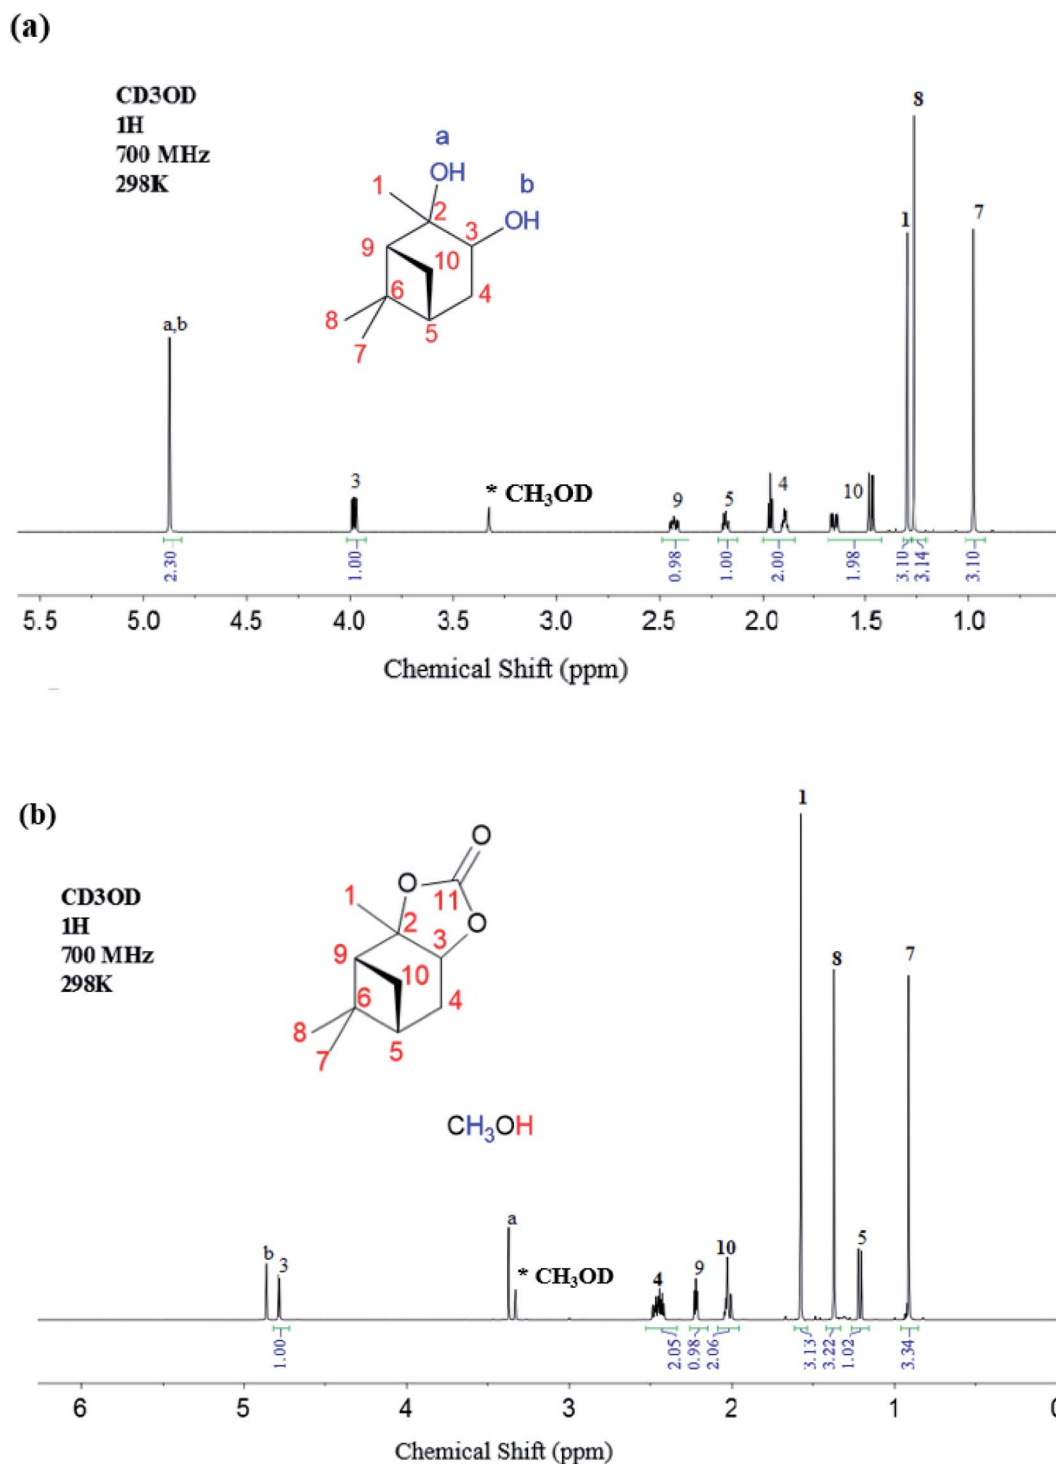 (a)
CD3OD
1H
700 MHz
298K
a
OH
b
OH
1
2
3
9
10
4
6
8
5
7
8
1
7
a,b
3
* CH₃OD
9
5
4
10
2.30
1.00
0.98
1.00
2.00
1.98
3.10
3.14
3.10
5.5 5.0 4.5 4.0 3.5 3.0 2.5 2.0 1.5 1.0
Chemical Shift (ppm)
(b)
CD3OD
1H
700 MHz
298K
O
O
11
1
2
O
3
9
10
6
4
8
5
7
CH₃OH
1
8
7
b
3
a
* CH₃OD
4
9
10
5
1.00
2.05
0.98
2.06
3.13
3.22
1.02
3.34
6 5 4 3 2 1 0
Chemical Shift (ppm)